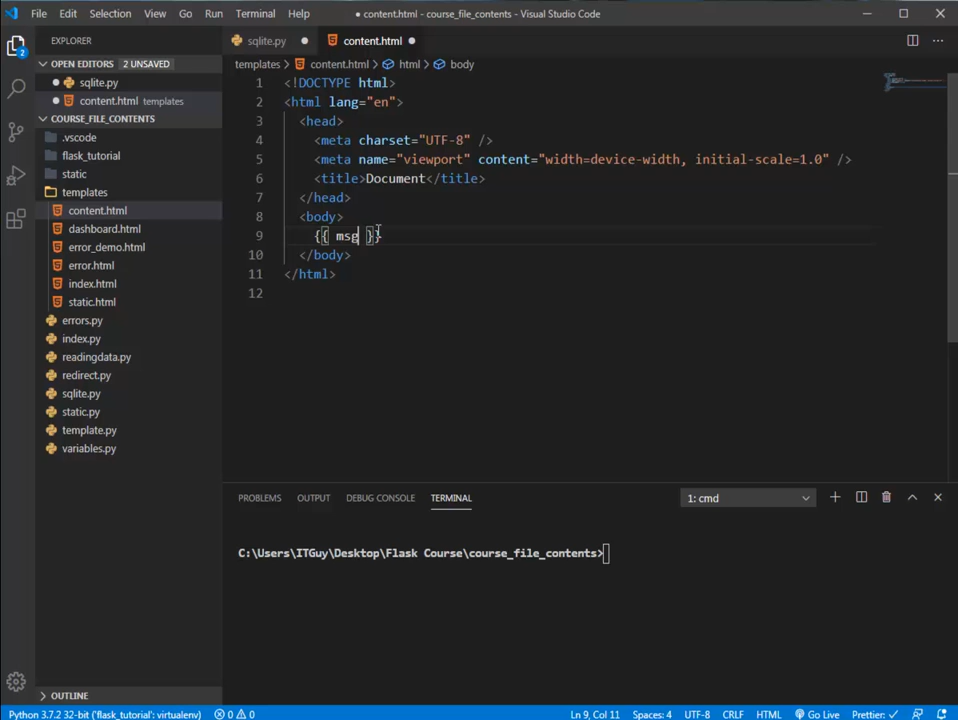 File Edit Selection View Go Run Terminal Help
● content.html - course_file_contents - Visual Studio Code
EXPLORER
2
OPEN EDITORS 2 UNSAVED
● sqlite.py
● content.html templates
COURSE_FILE_CONTENTS
.vscode
flask_tutorial
static
templates
content.html
dashboard.html
error_demo.html
error.html
index.html
static.html
errors.py
index.py
readingdata.py
redirect.py
sqlite.py
static.py
template.py
variables.py
OUTLINE
sqlite.py ● content.html ●
templates > content.html > html > body
1 <!DOCTYPE html>
2 <html lang="en">
3 <head>
4 <meta charset="UTF-8" />
5 <meta name="viewport" content="width=device-width, initial-scale=1.0" />
6 <title>Document</title>
7 </head>
8 <body>
9 {{ msg }}
10 </body>
11 </html>
12
PROBLEMS OUTPUT DEBUG CONSOLE TERMINAL 1: cmd
C:\Users\ITGuy\Desktop\Flask Course\course_file_contents>
Python 3.7.2 32-bit ('flask_tutorial': virtualenv) 0 0 Ln 9, Col 11 Spaces: 4 UTF-8 CRLF HTML Go Live Prettier: ✓